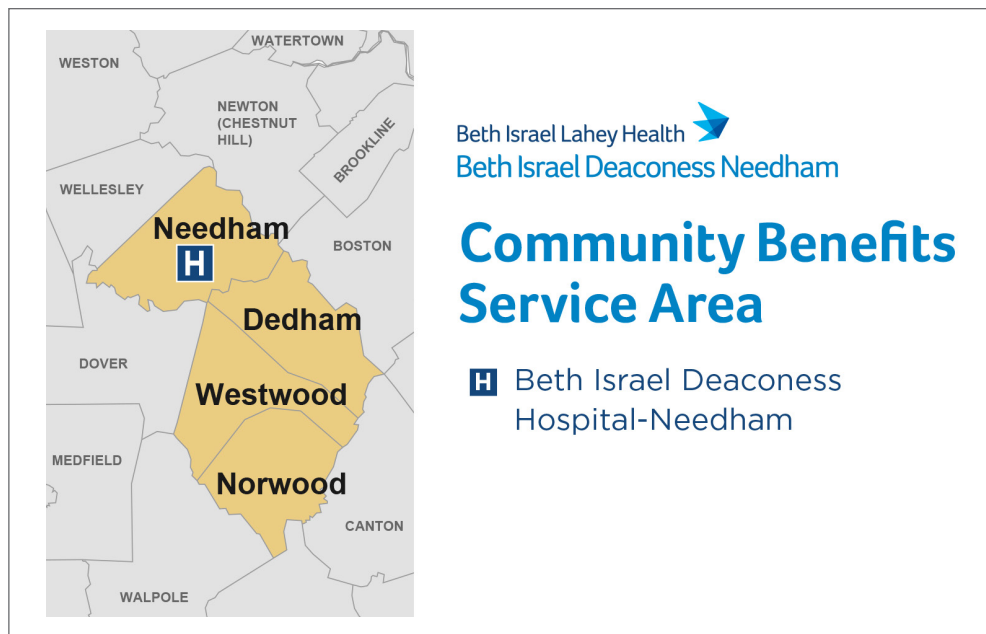 WATERTOWN
WESTON
NEWTON
(CHESTNUT
HILL)
BROOKLINE
WELLESLEY
Needham
H
BOSTON
Dedham
DOVER
Westwood
MEDFIELD
Norwood
CANTON
WALPOLE
Beth Israel Lahey Health
Beth Israel Deaconess Needham
Community Benefits
Service Area
H Beth Israel Deaconess
Hospital-Needham